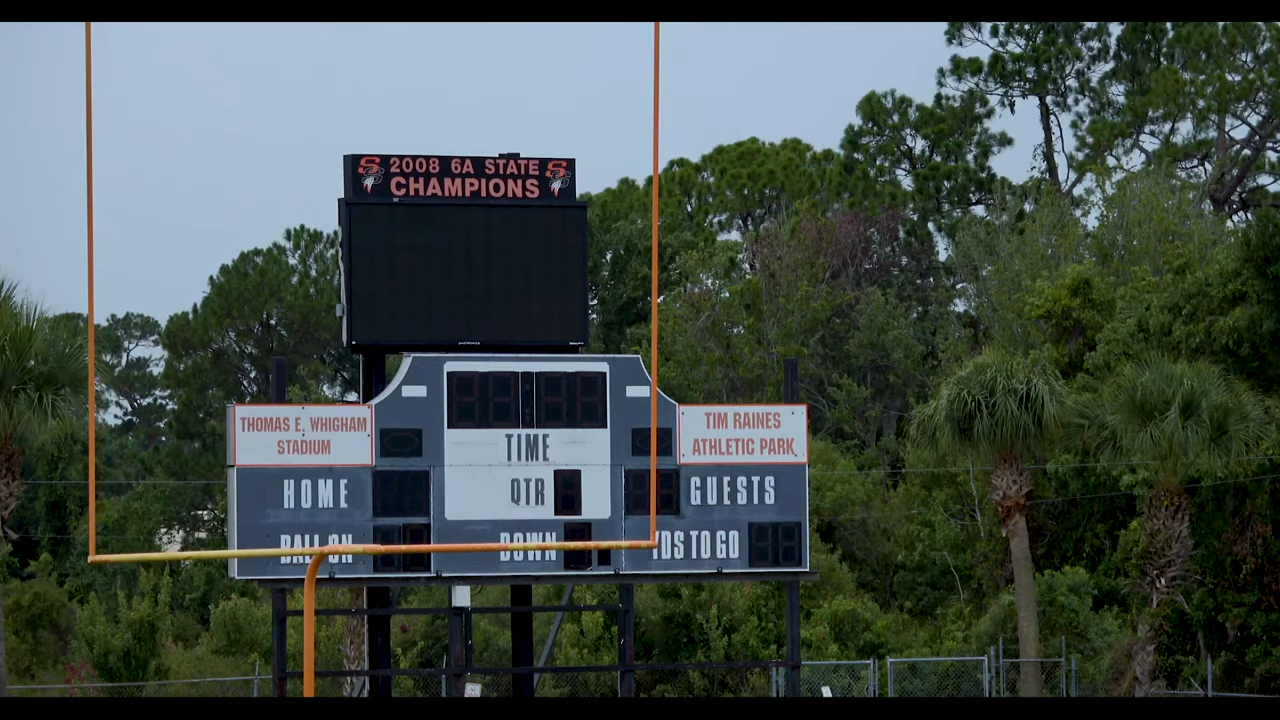 2008 6A STATE
CHAMPIONS
THOMAS E. WHIGHAM
STADIUM
TIM RAINES
ATHLETIC PARK
TIME
HOME
QTR
GUESTS
BALL ON
DOWN
YDS TO GO